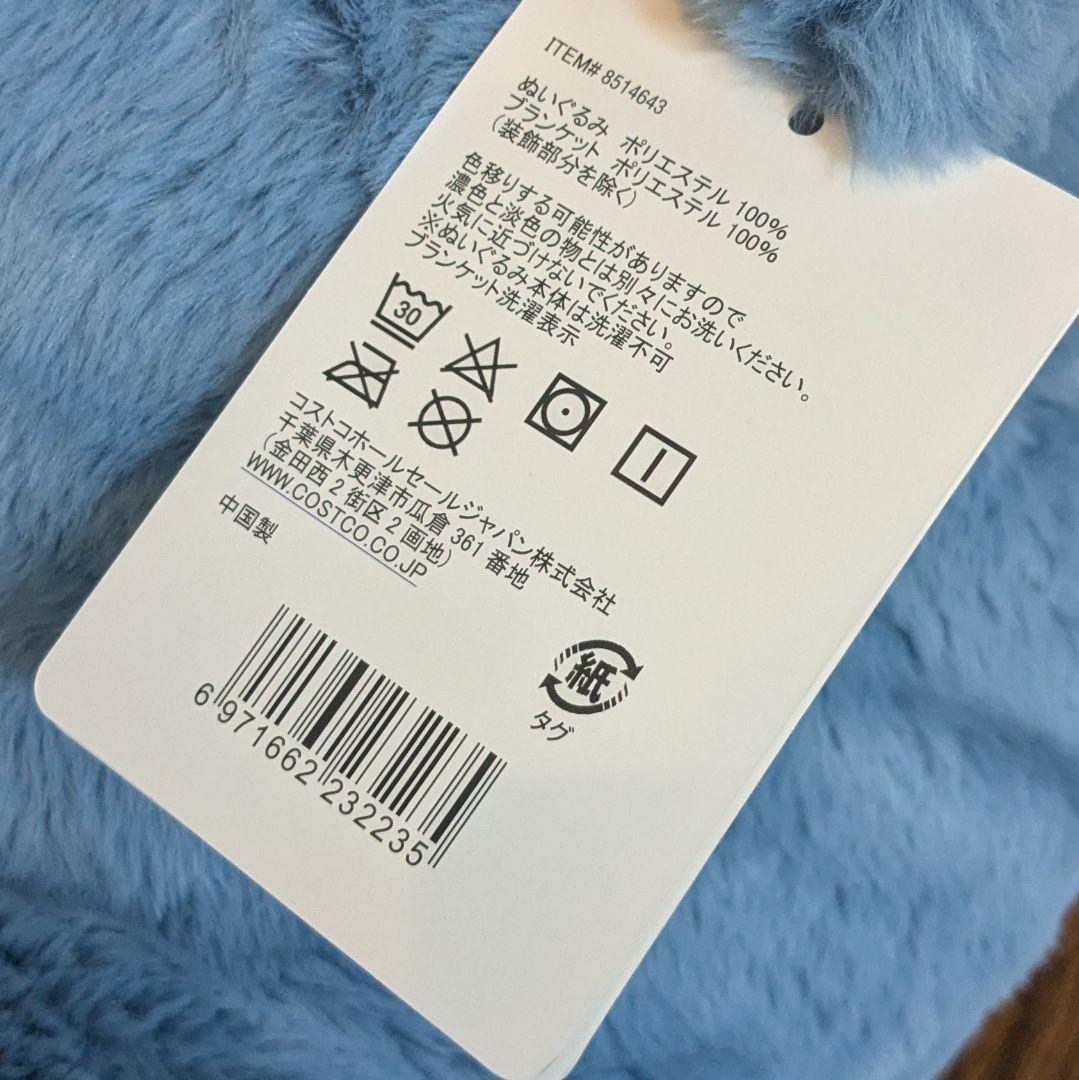 ITEM# 8514643
ぬいぐるみ ポリエステル 100%
ブランケット ポリエステル 100%
(装飾部分を除く)
色移りする可能性がありますので
濃色と淡色の物とは別々にお洗いください。
火気に近づけないでください。
※ぬいぐるみ本体は洗濯不可
ブランケット洗濯表示
30
コストコホールセールジャパン株式会社
千葉県木更津市瓜倉 361 番地
(金田西 2 街区 2 画地)
WWW.COSTCO.CO.JP
中国製
紙
タグ
6 971662 232235